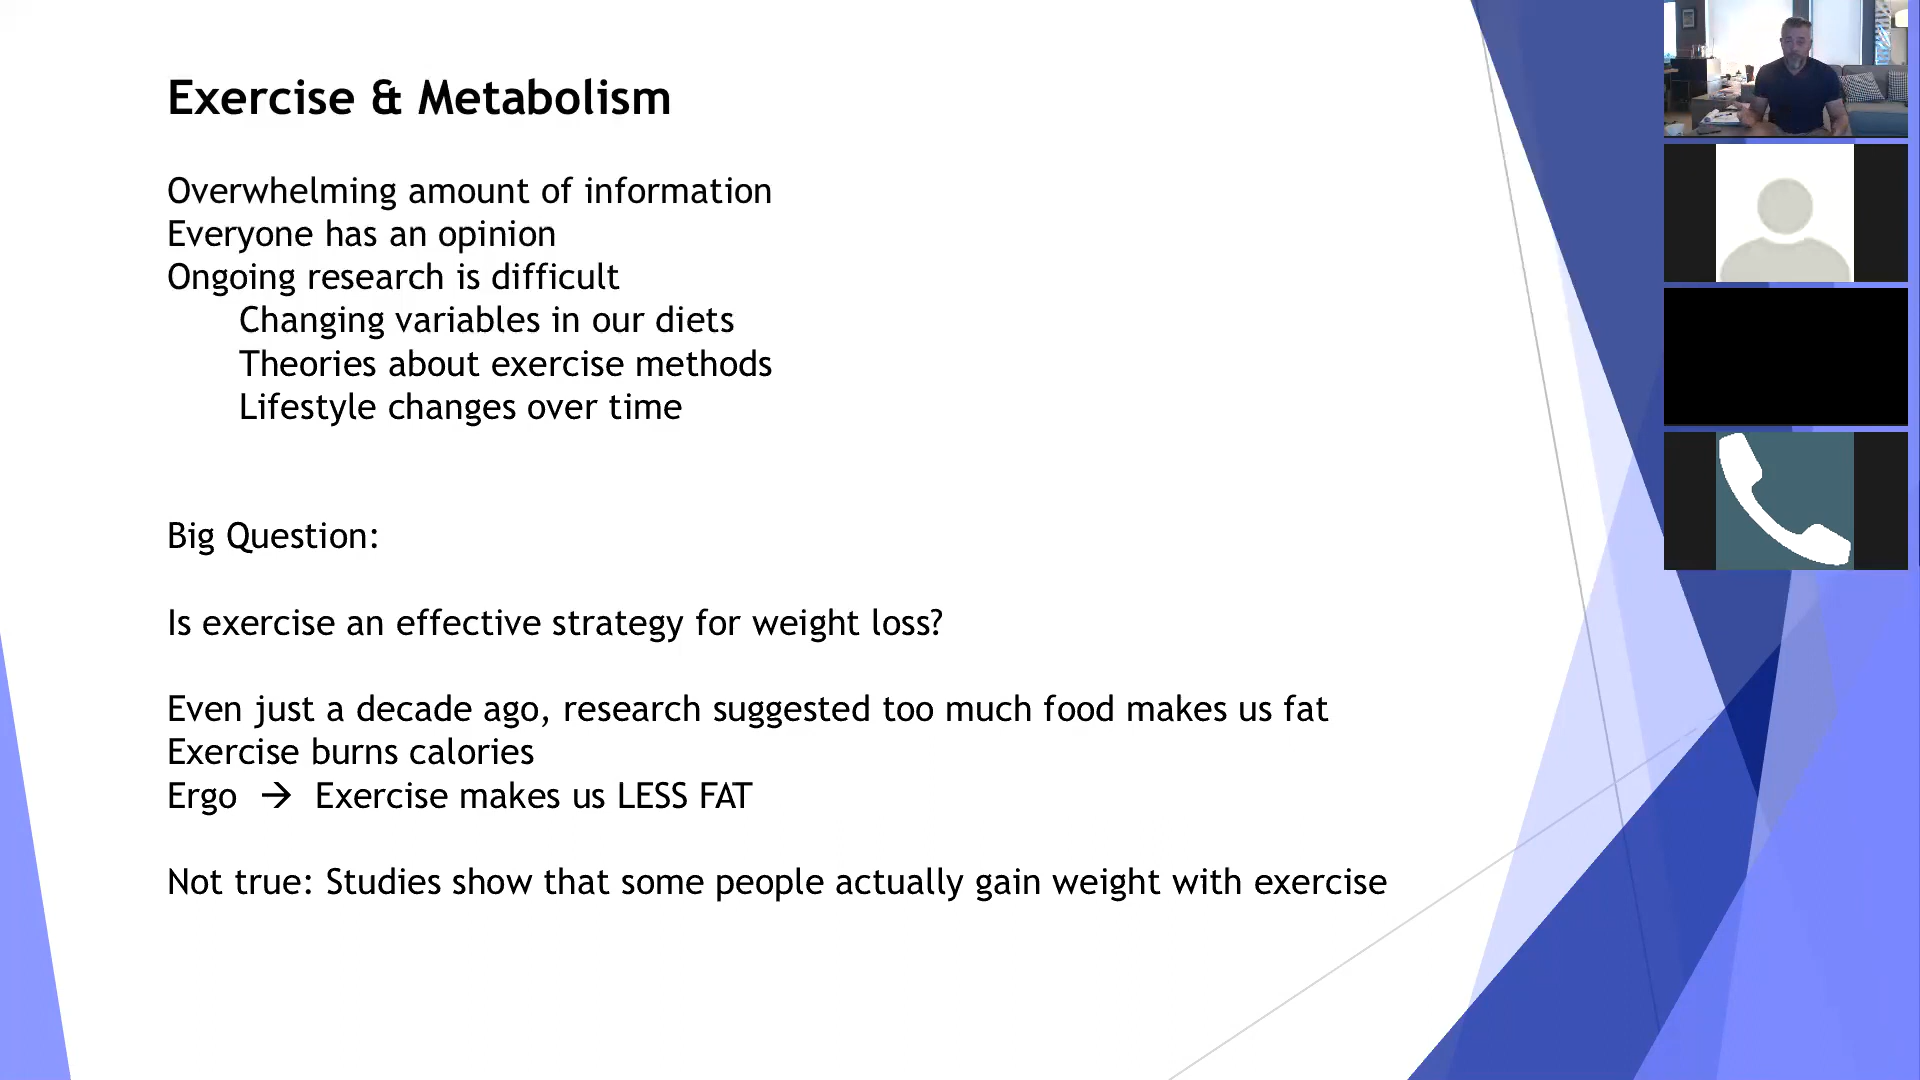 Exercise & Metabolism
Overwhelming amount of information
Everyone has an opinion
Ongoing research is difficult
Changing variables in our diets
Theories about exercise methods
Lifestyle changes over time
Big Question:
Is exercise an effective strategy for weight loss?
Even just a decade ago, research suggested too much food makes us fat
Exercise burns calories
Ergo → Exercise makes us LESS FAT
Not true: Studies show that some people actually gain weight with exercise